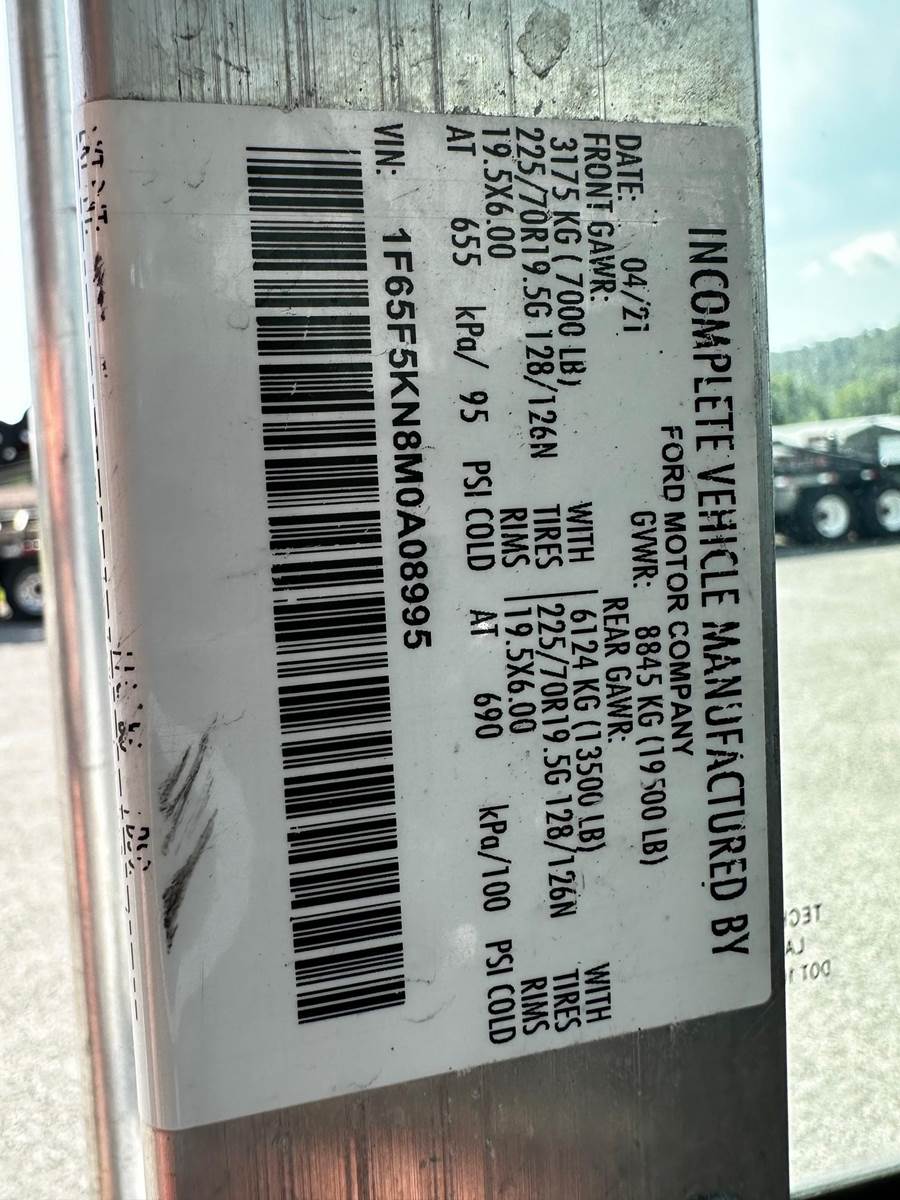 INCOMPLETE VEHICLE MANUFACTURED BY
FORD MOTOR COMPANY
DATE: 04/21 GVWR: 8845 KG (19500 LB)
FRONT GAWR: REAR GAWR:
3175 KG ( 7000 LB) WITH 6124 KG (13500 LB) WITH
225/70R19.5G 128/126N TIRES 225/70R19.5G 128/126N TIRES
19.5X6.00 RIMS 19.5X6.00 RIMS
AT 655 kPa/ 95 PSI COLD AT 690 kPa/100 PSI COLD
VIN: 1F65F5KN8M0A08995